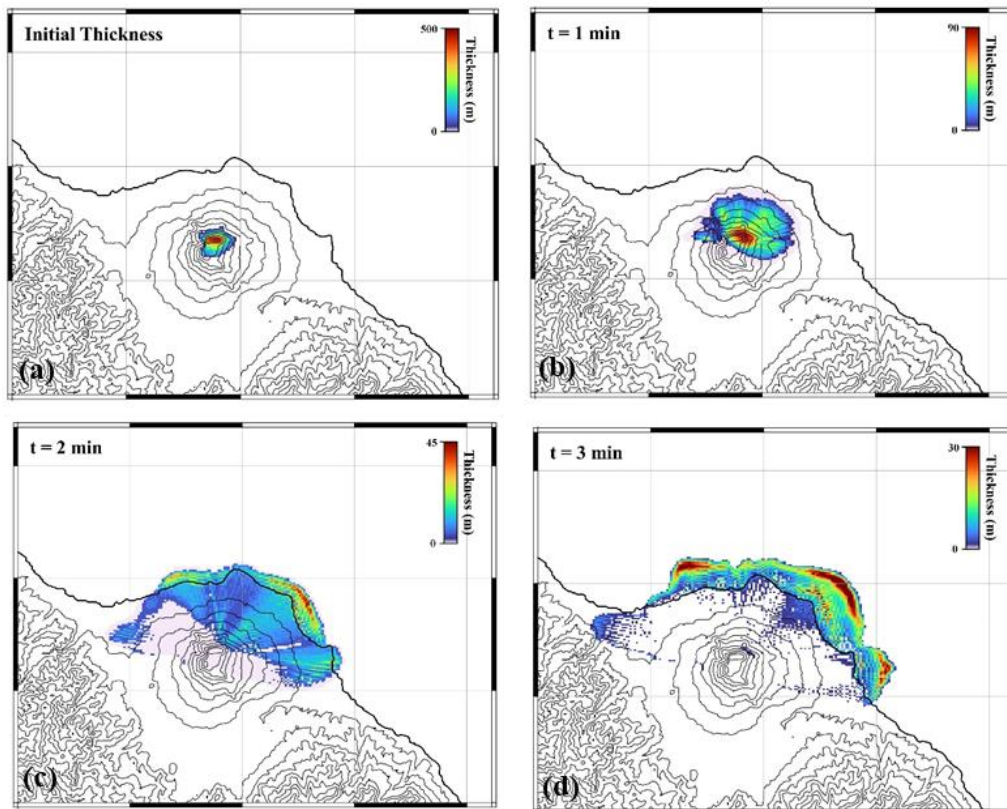 Initial Thickness
500
0
Thickness (m)
(a)
t = 1 min
90
0
Thickness (m)
(b)
t = 2 min
45
0
Thickness (m)
(c)
t = 3 min
30
0
Thickness (m)
(d)